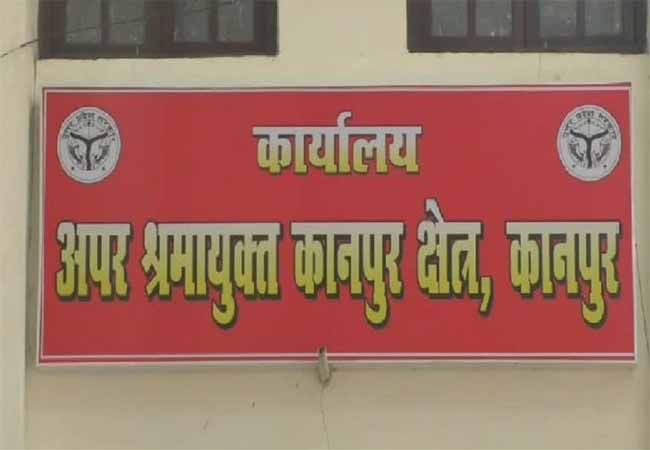 कार्यालय
अपर श्रमायुक्त कानपुर क्षेत्र, कानपुर